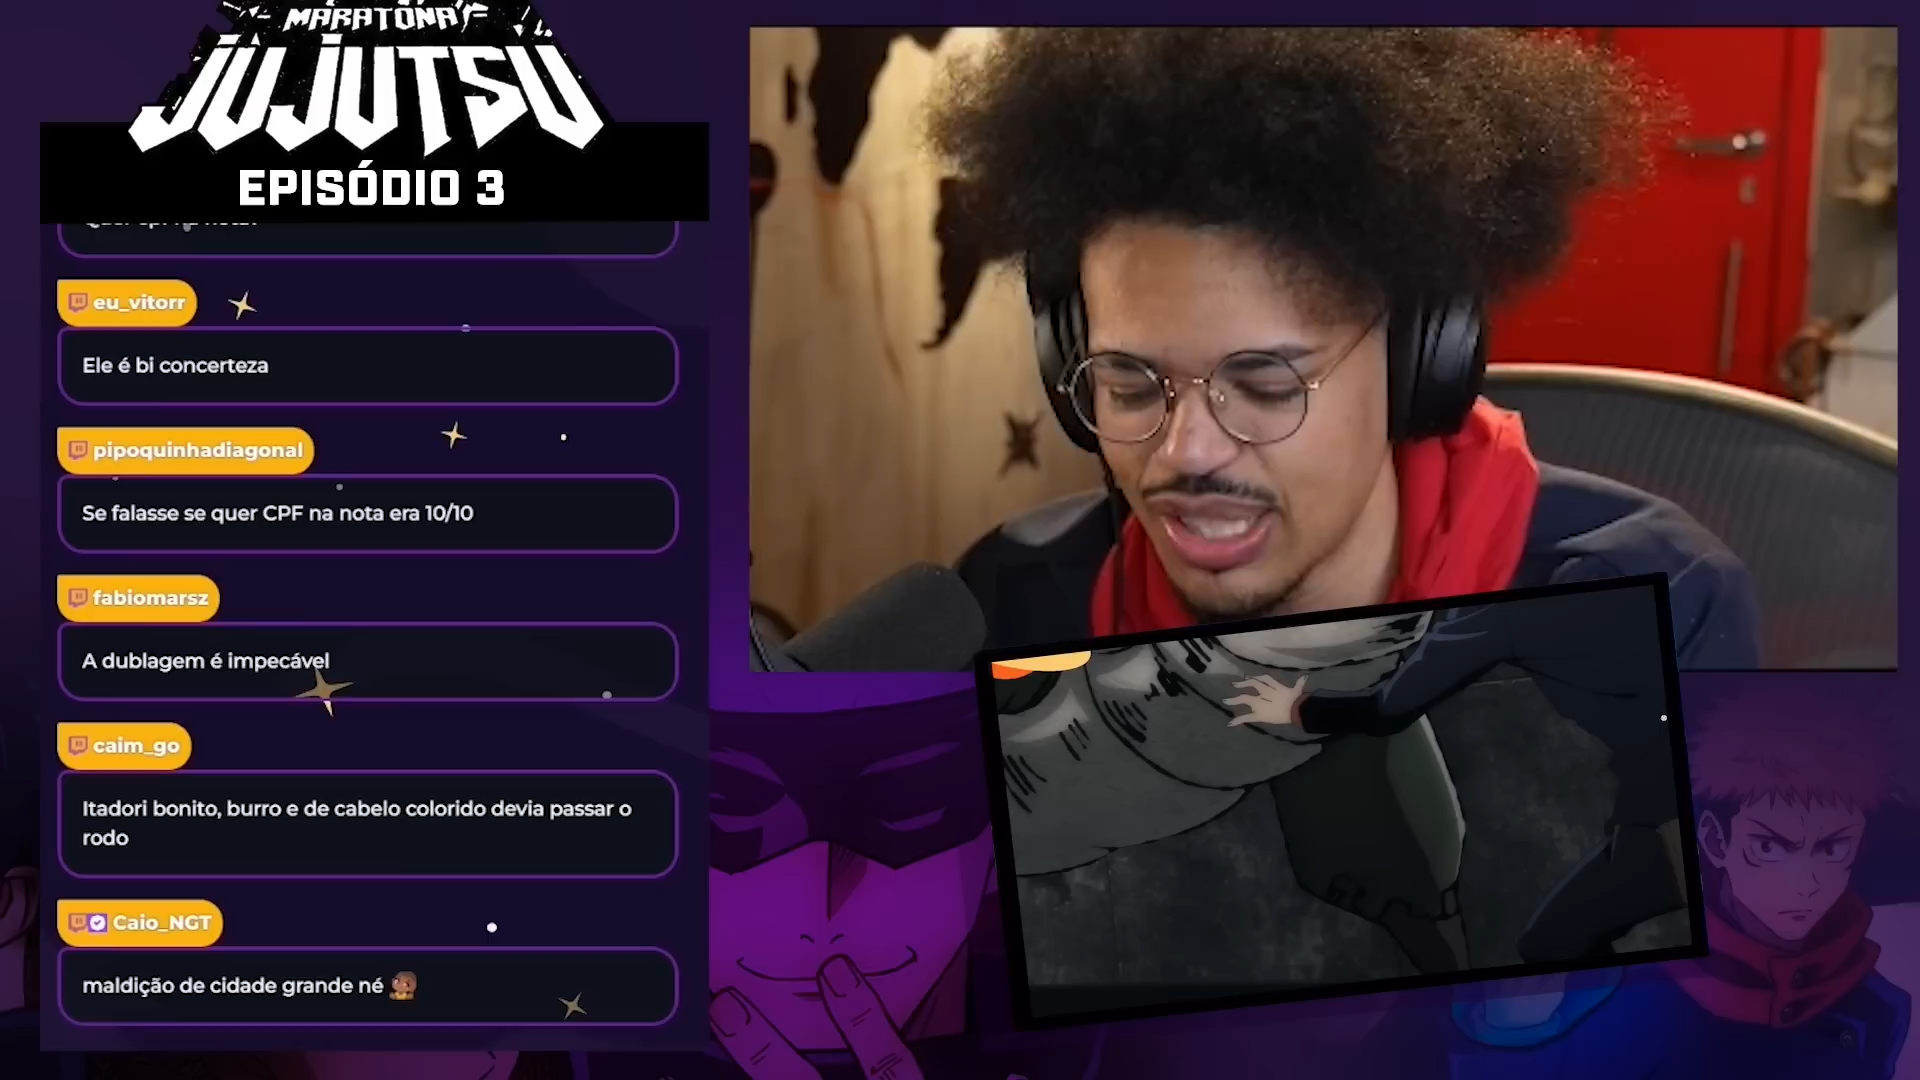 MARATONA
JUJUTSU
EPISÓDIO 3
eu_vitorr
Ele é bi concerteza
pipoquinhadiagonal
Se falasse se quer CPF na nota era 10/10
fabiomarsz
A dublagem é impecável
caim_go
Itadori bonito, burro e de cabelo colorido devia passar o
rodo
Caio_NGT
maldição de cidade grande né